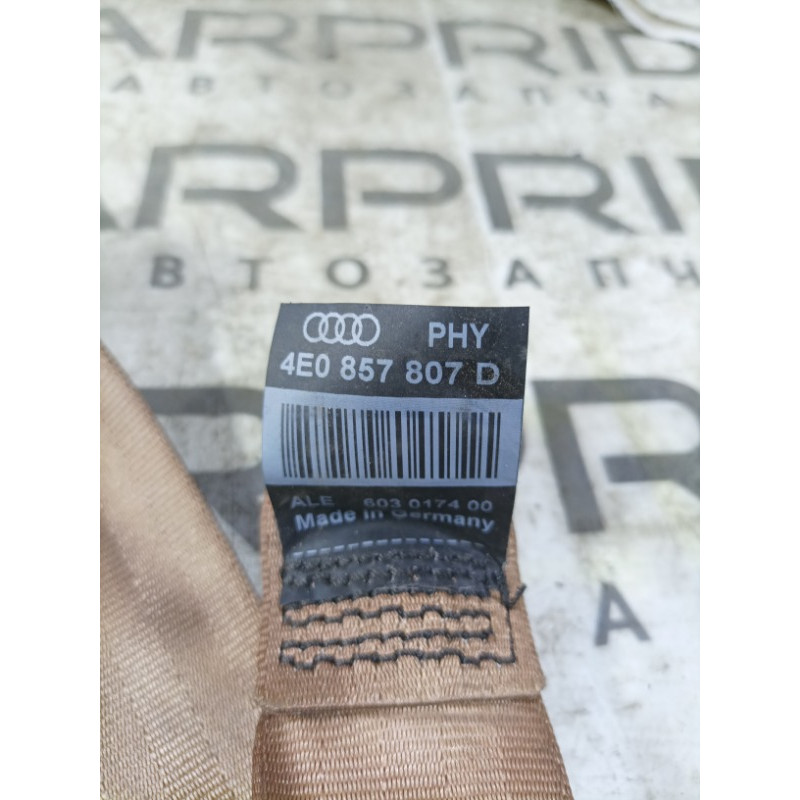 ARPRID
АВТОЗАПЧА
ARPRID
ВТОЗАПЧ
PHY
4E0 857 807 D
ALE 603 0174 00
Made in Germany
А